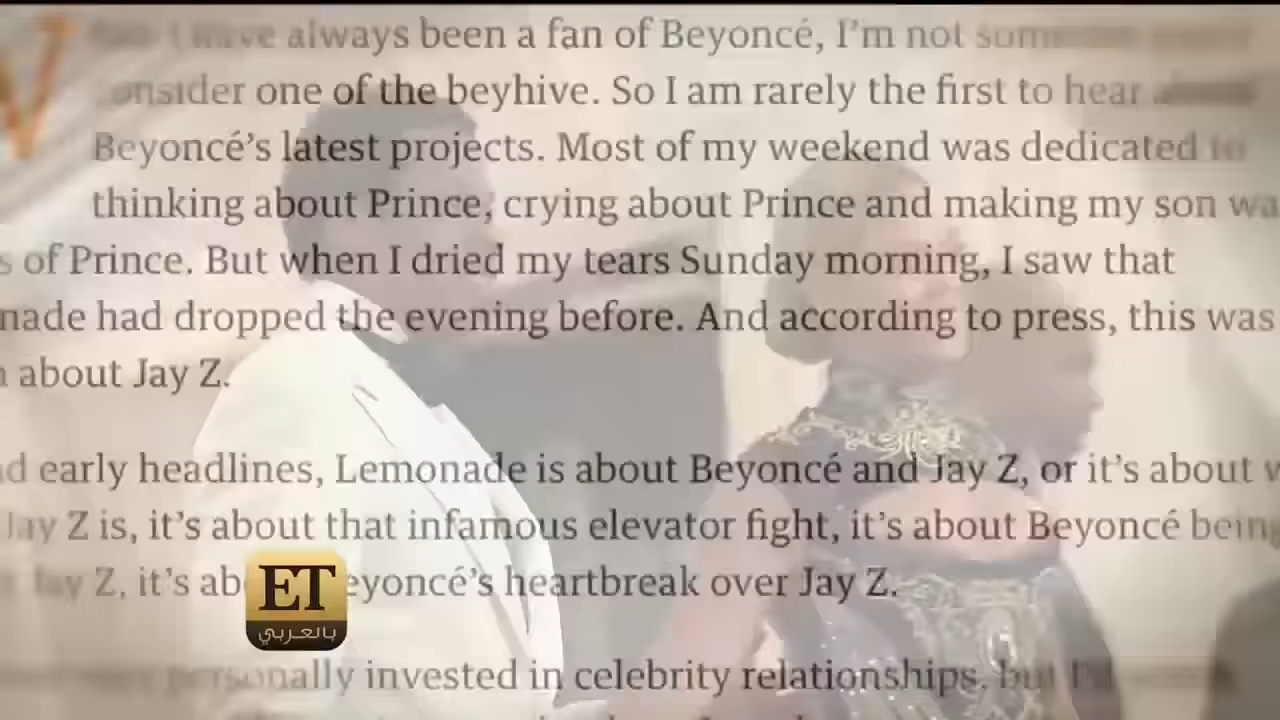 have always been a fan of Beyoncé, I'm not
consider one of the beyhive. So I am rarely the first to hear
Beyoncé's latest projects. Most of my weekend was dedicated to
thinking about Prince, crying about Prince and making my son
of Prince. But when I dried my tears Sunday morning, I saw that
had dropped the evening before. And according to press, this was
about Jay Z.
early headlines, Lemonade is about Beyoncé and Jay Z, or it's about
Jay Z is, it's about that infamous elevator fight, it's about Beyoncé being
Jay Z, it's heartbreak over Jay Z.
ET
بالعربي
personally invested in celebrity relationships, but